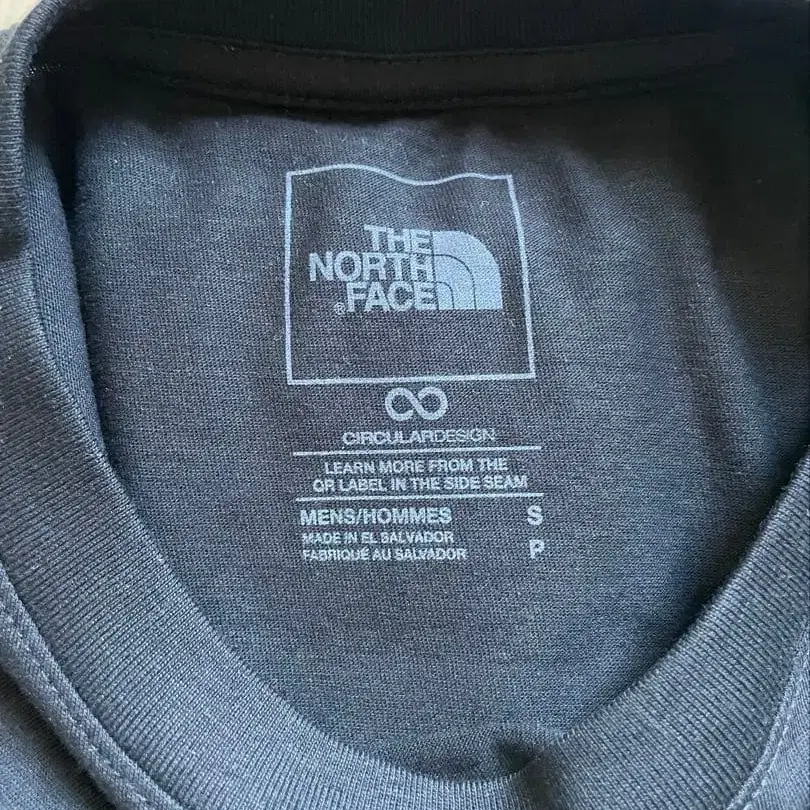 THE
NORTH
FACE
®
CIRCULARDESIGN
LEARN MORE FROM THE
QR LABEL IN THE SIDE SEAM
MENS/HOMMES S
MADE IN EL SALVADOR
FABRIQUÉ AU SALVADOR P